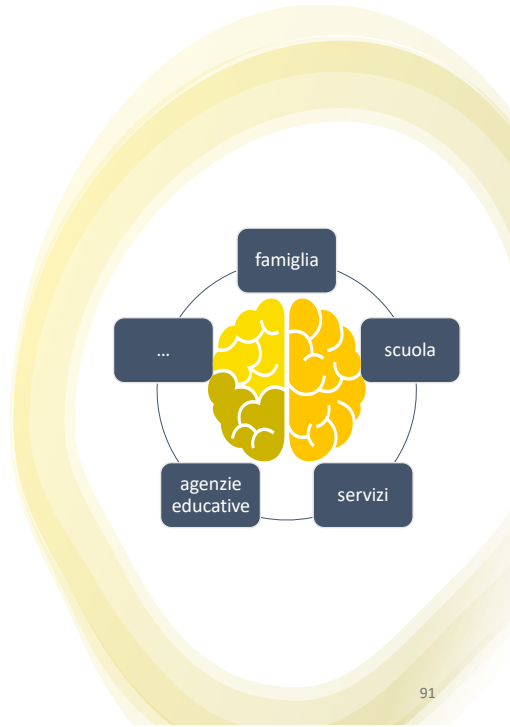 famiglia
...
scuola
agenzie
educative
servizi
91